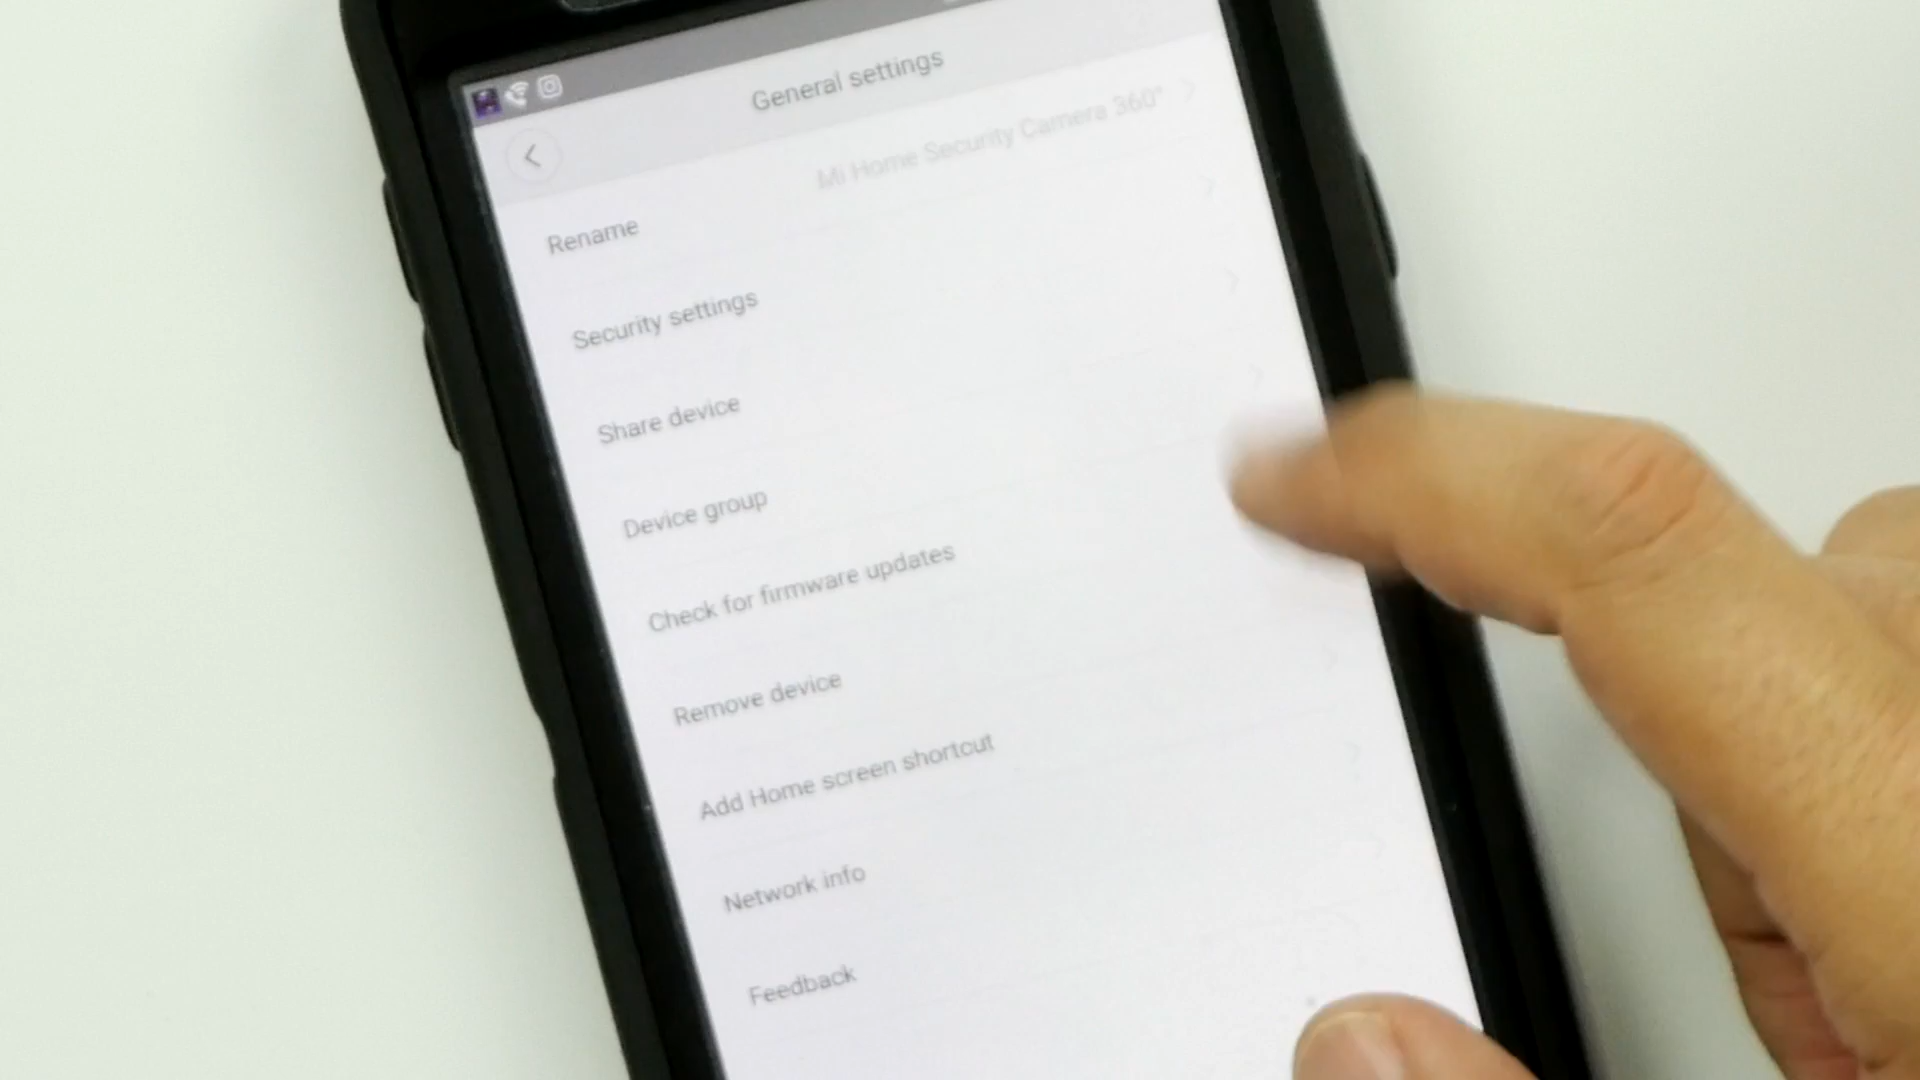 General settings
Rename Mi Home Security Camera 360°
Security settings
Share device
Device group
Check for firmware updates
Remove device
Add Home screen shortcut
Network info
Feedback